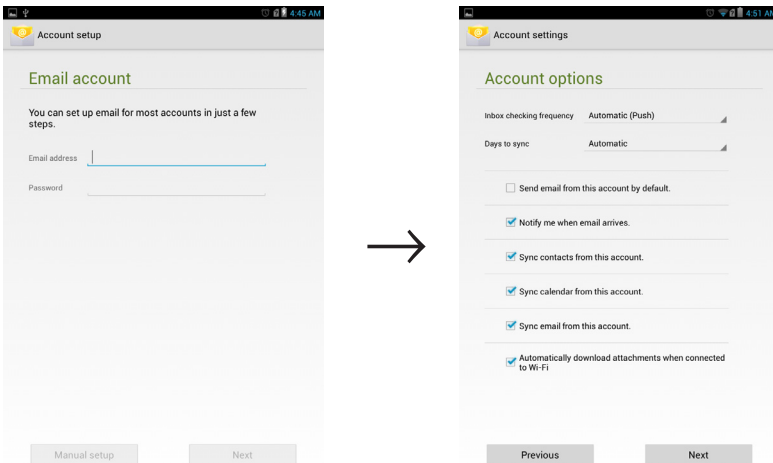 4:45 AM
Account setup
Email account
You can set up email for most accounts in just a few
steps.
Email address
Password
Manual setup
Next
4:51 AM
Account settings
Account options
Inbox checking frequency Automatic (Push)
Days to sync Automatic
Send email from this account by default.
Notify me when email arrives.
Sync contacts from this account.
Sync calendar from this account.
Sync email from this account.
Automatically download attachments when connected
to Wi-Fi
Previous
Next